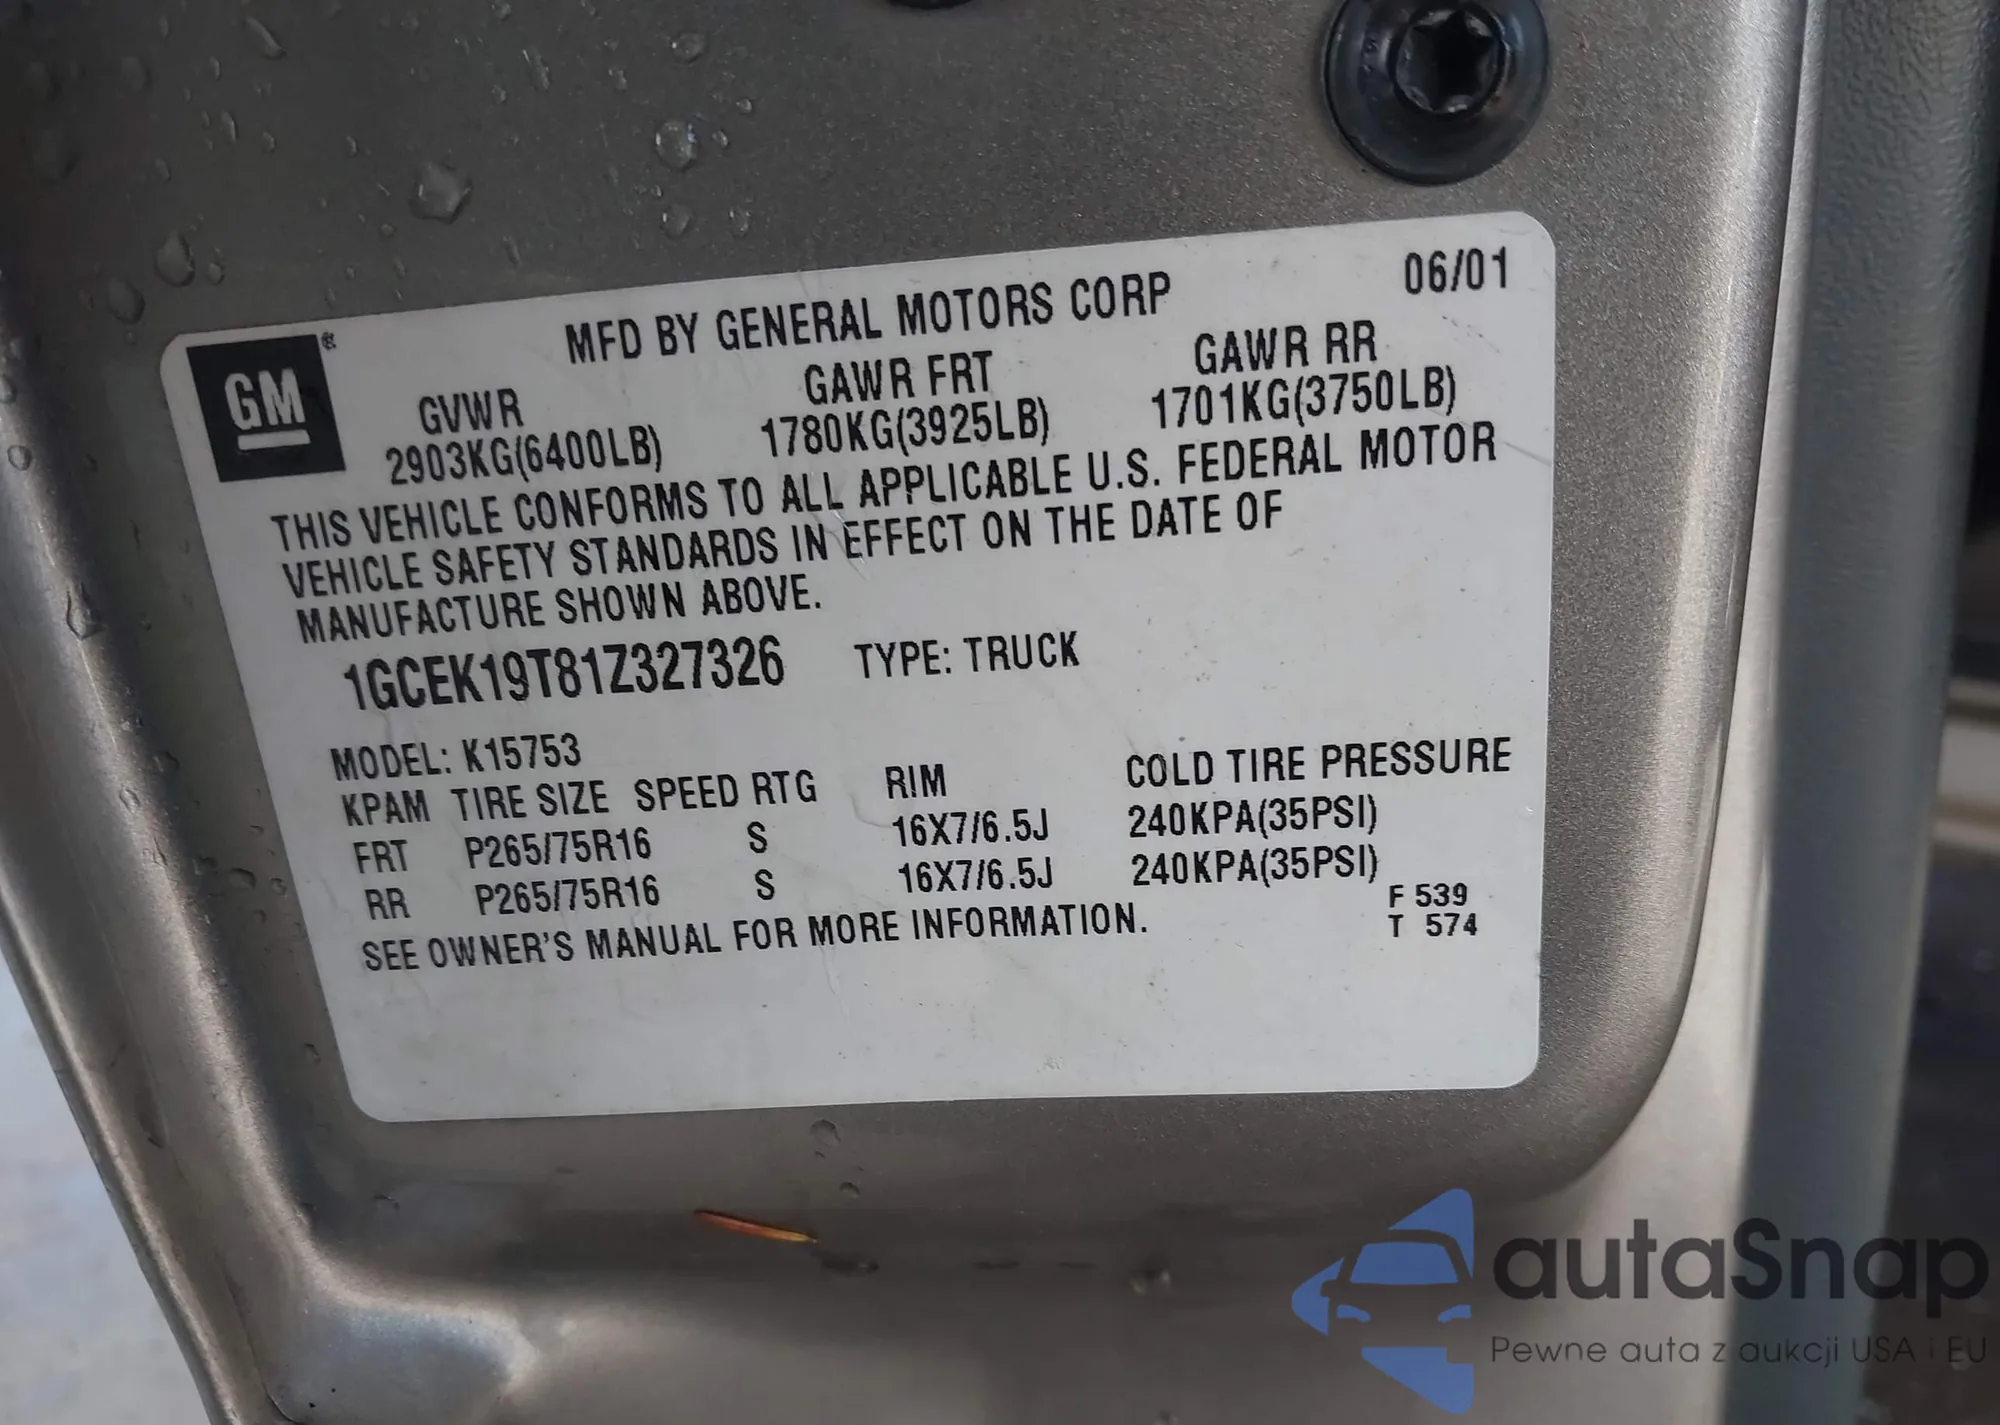 06/01
MFD BY GENERAL MOTORS CORP
GM®
GVWR GAWR FRT GAWR RR
2903KG(6400LB) 1780KG(3925LB) 1701KG(3750LB)
THIS VEHICLE CONFORMS TO ALL APPLICABLE U.S. FEDERAL MOTOR
VEHICLE SAFETY STANDARDS IN EFFECT ON THE DATE OF
MANUFACTURE SHOWN ABOVE.
1GCEK19T81Z327326 TYPE: TRUCK
MODEL: K15753
KPAM TIRE SIZE SPEED RTG RIM COLD TIRE PRESSURE
FRT P265/75R16 S 16X7/6.5J 240KPA(35PSI)
RR P265/75R16 S 16X7/6.5J 240KPA(35PSI)
F 539
SEE OWNER'S MANUAL FOR MORE INFORMATION. T 574
autaSnap
Pewne auta z aukcji USA i EU